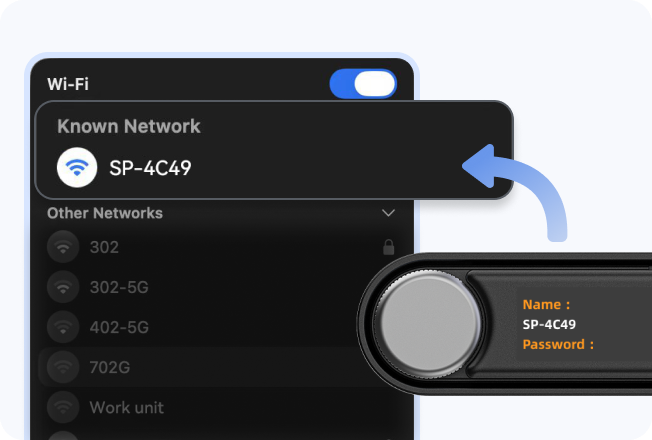 Wi-Fi
Known Network
SP-4C49
Other Networks
302
302-5G
402-5G
702G
Work unit
Name :
SP-4C49
Password :